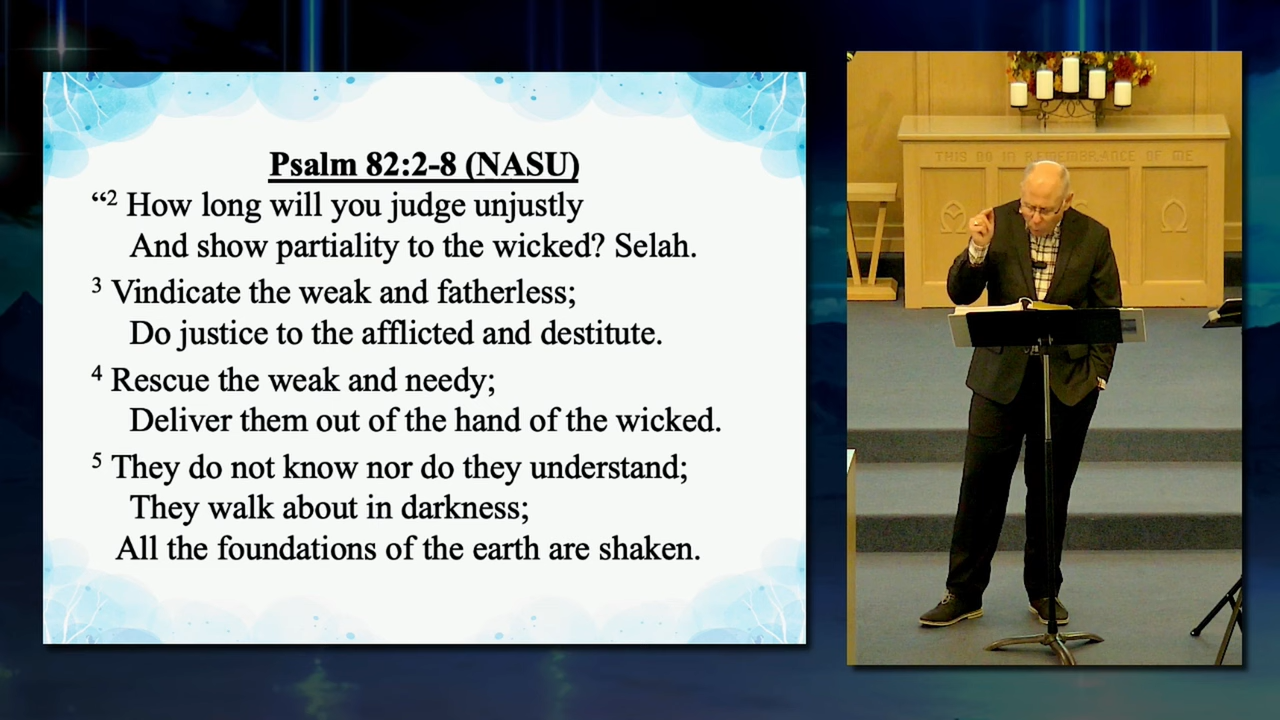 Psalm 82:2-8 (NASU)
“2 How long will you judge unjustly
And show partiality to the wicked? Selah.
3 Vindicate the weak and fatherless;
Do justice to the afflicted and destitute.
4 Rescue the weak and needy;
Deliver them out of the hand of the wicked.
5 They do not know nor do they understand;
They walk about in darkness;
All the foundations of the earth are shaken.
THIS DO IN REMEMBRANCE OF ME